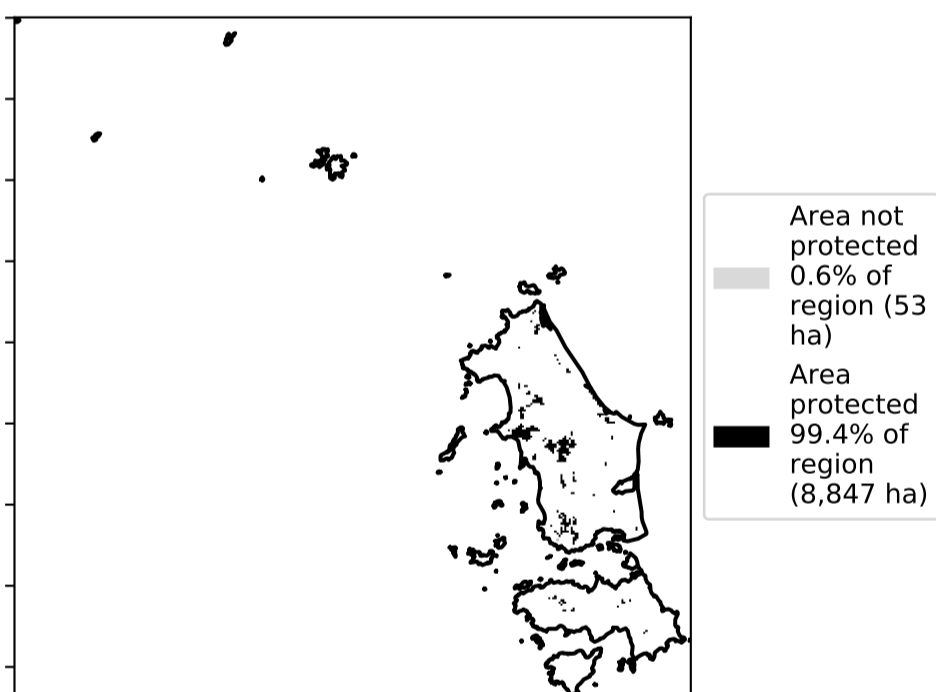 Area not
protected
0.6% of
region (53
ha)
Area
protected
99.4% of
region
(8,847 ha)